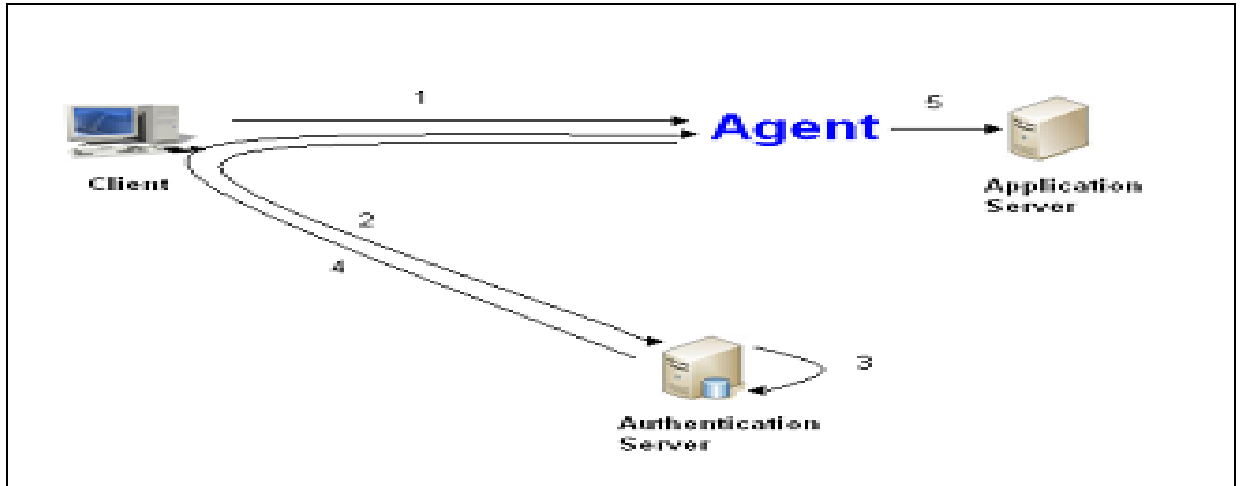 1
Agent
5
Client
Application
Server
2
4
3
Authentication
Server